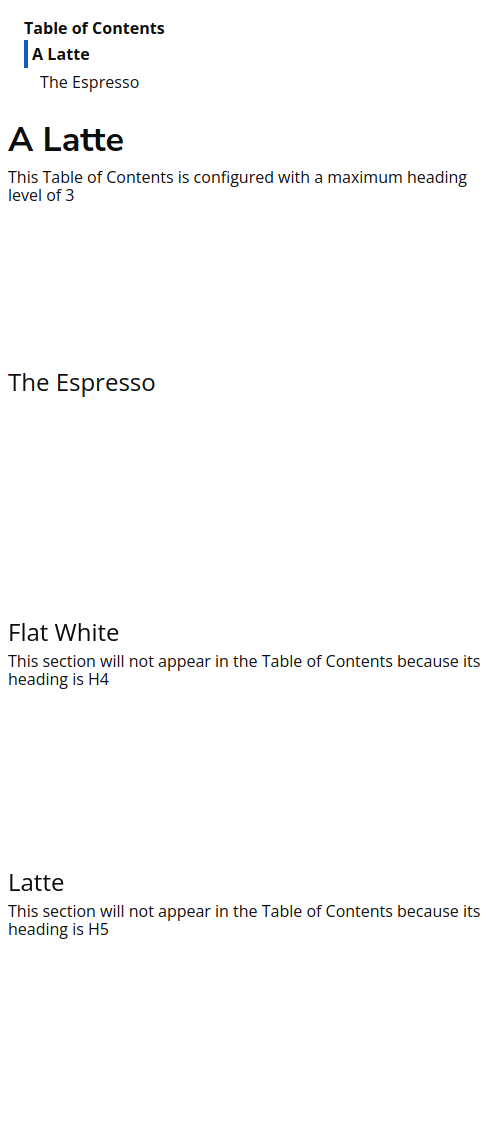 Table of Contents
A Latte
The Espresso
A Latte
This Table of Contents is configured with a maximum heading
level of 3
The Espresso
Flat White
This section will not appear in the Table of Contents because its
heading is H4
Latte
This section will not appear in the Table of Contents because its
heading is H5